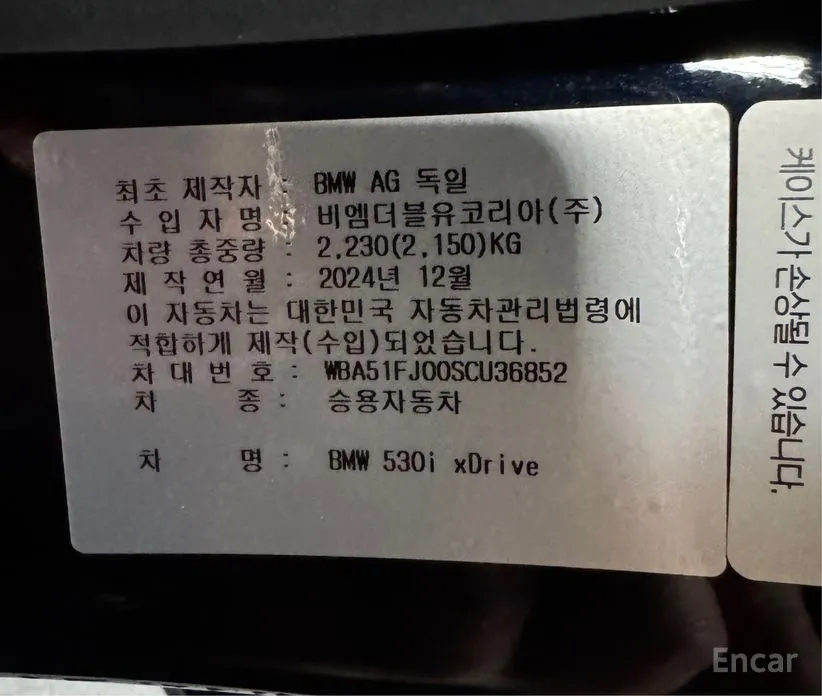 최초 제작자 : BMW AG 독일
수 입 자 명 : 비엠더블유코리아(주)
차량 총중량 : 2,230(2,150)KG
제 작 연 월 : 2024년 12월
이 자동차는 대한민국 자동차관리법령에
적합하게 제작(수입)되었습니다.
차 대 번 호 : WBA51FJ00SCU36852
차 종 : 승용자동차
차 명 : BMW 530i xDrive
케이스가 손상될 수 있습니다.
Encar